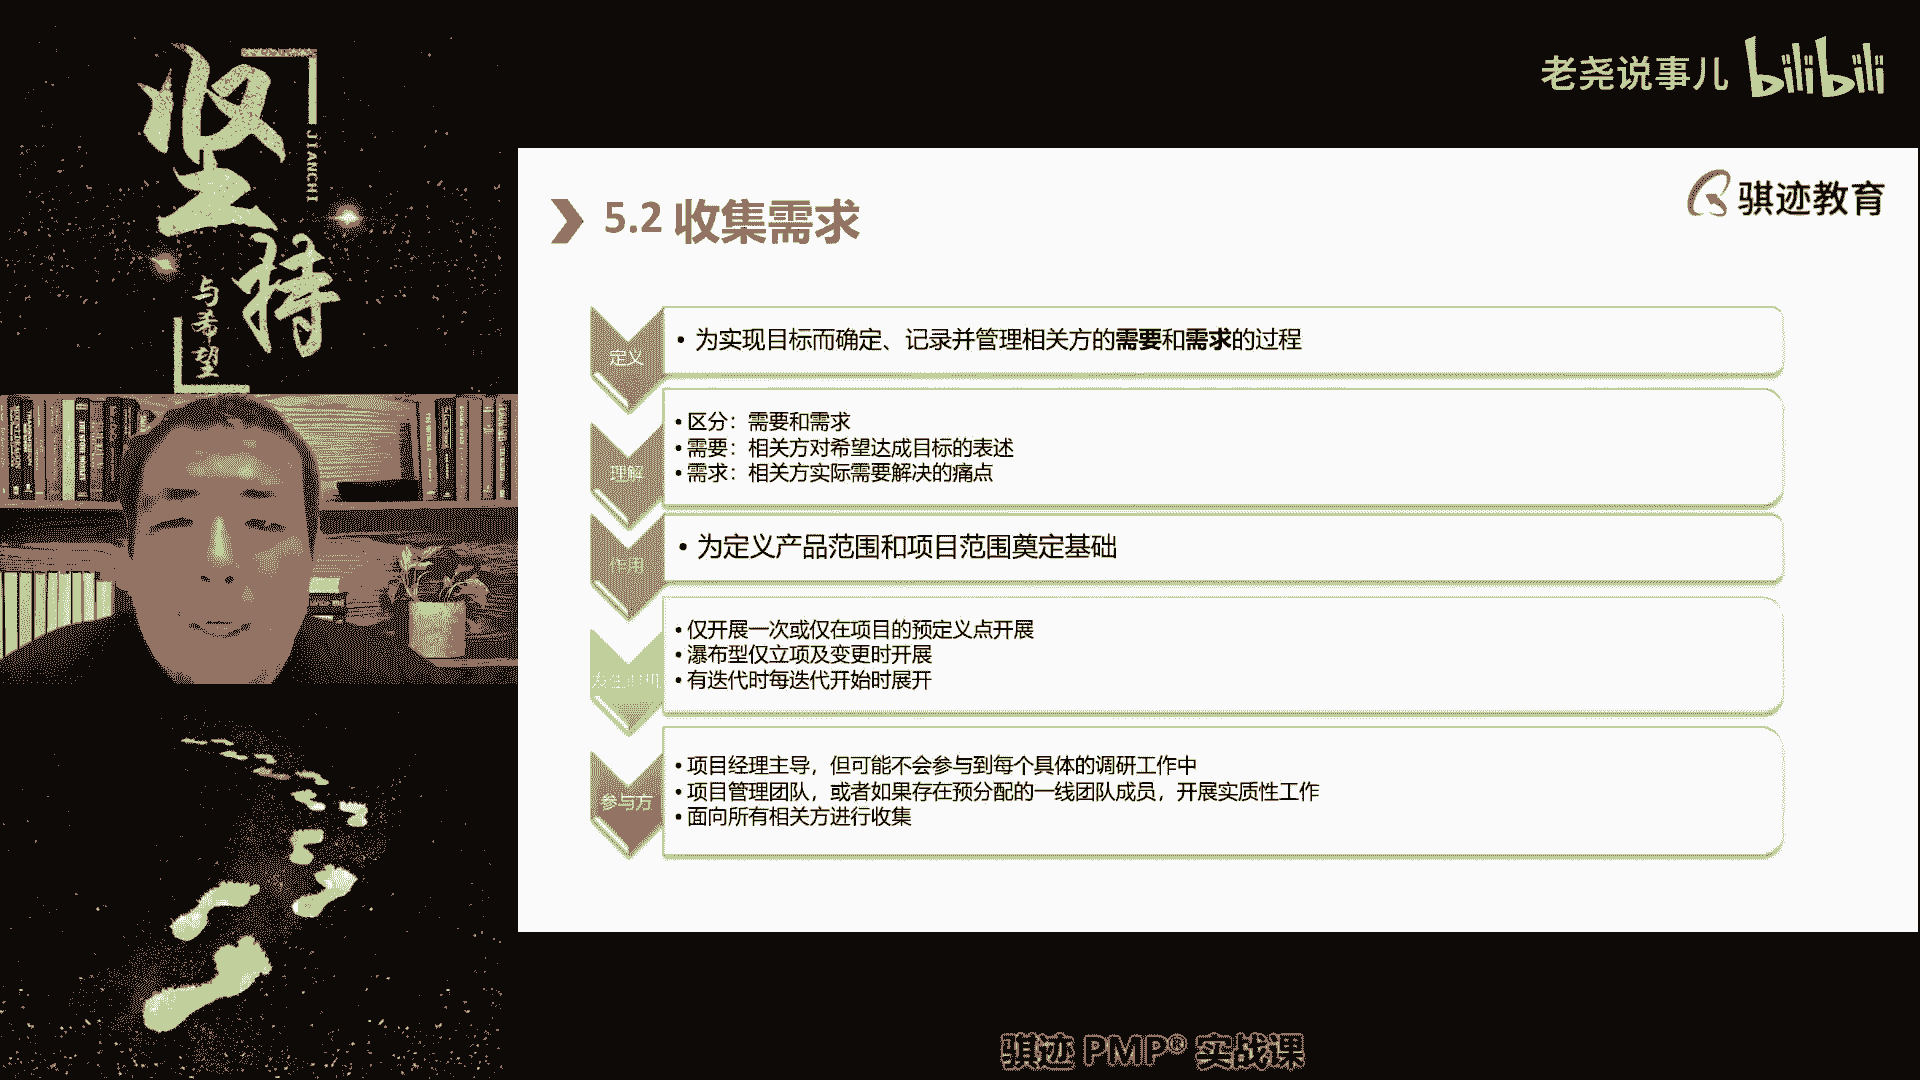 坚持
JIANCHI
与希望
老尧说事儿 bilibili
骐迹教育
5.2 收集需求
定义
• 为实现目标而确定、记录并管理相关方的需要和需求的过程
理解
• 区分：需要和需求
• 需要：相关方对希望达成目标的表述
• 需求：相关方实际需要解决的痛点
作用
• 为定义产品范围和项目范围奠定基础
• 仅开展一次或仅在项目的预定义点开展
• 瀑布型仅立项及变更时开展
• 有迭代时每迭代开始时展开
参与方
• 项目经理主导，但可能不会参与到每个具体的调研工作中
• 项目管理团队，或者如果存在预分配的一线团队成员，开展实质性工作
• 面向所有相关方进行收集
骐迹 PMP® 实战课